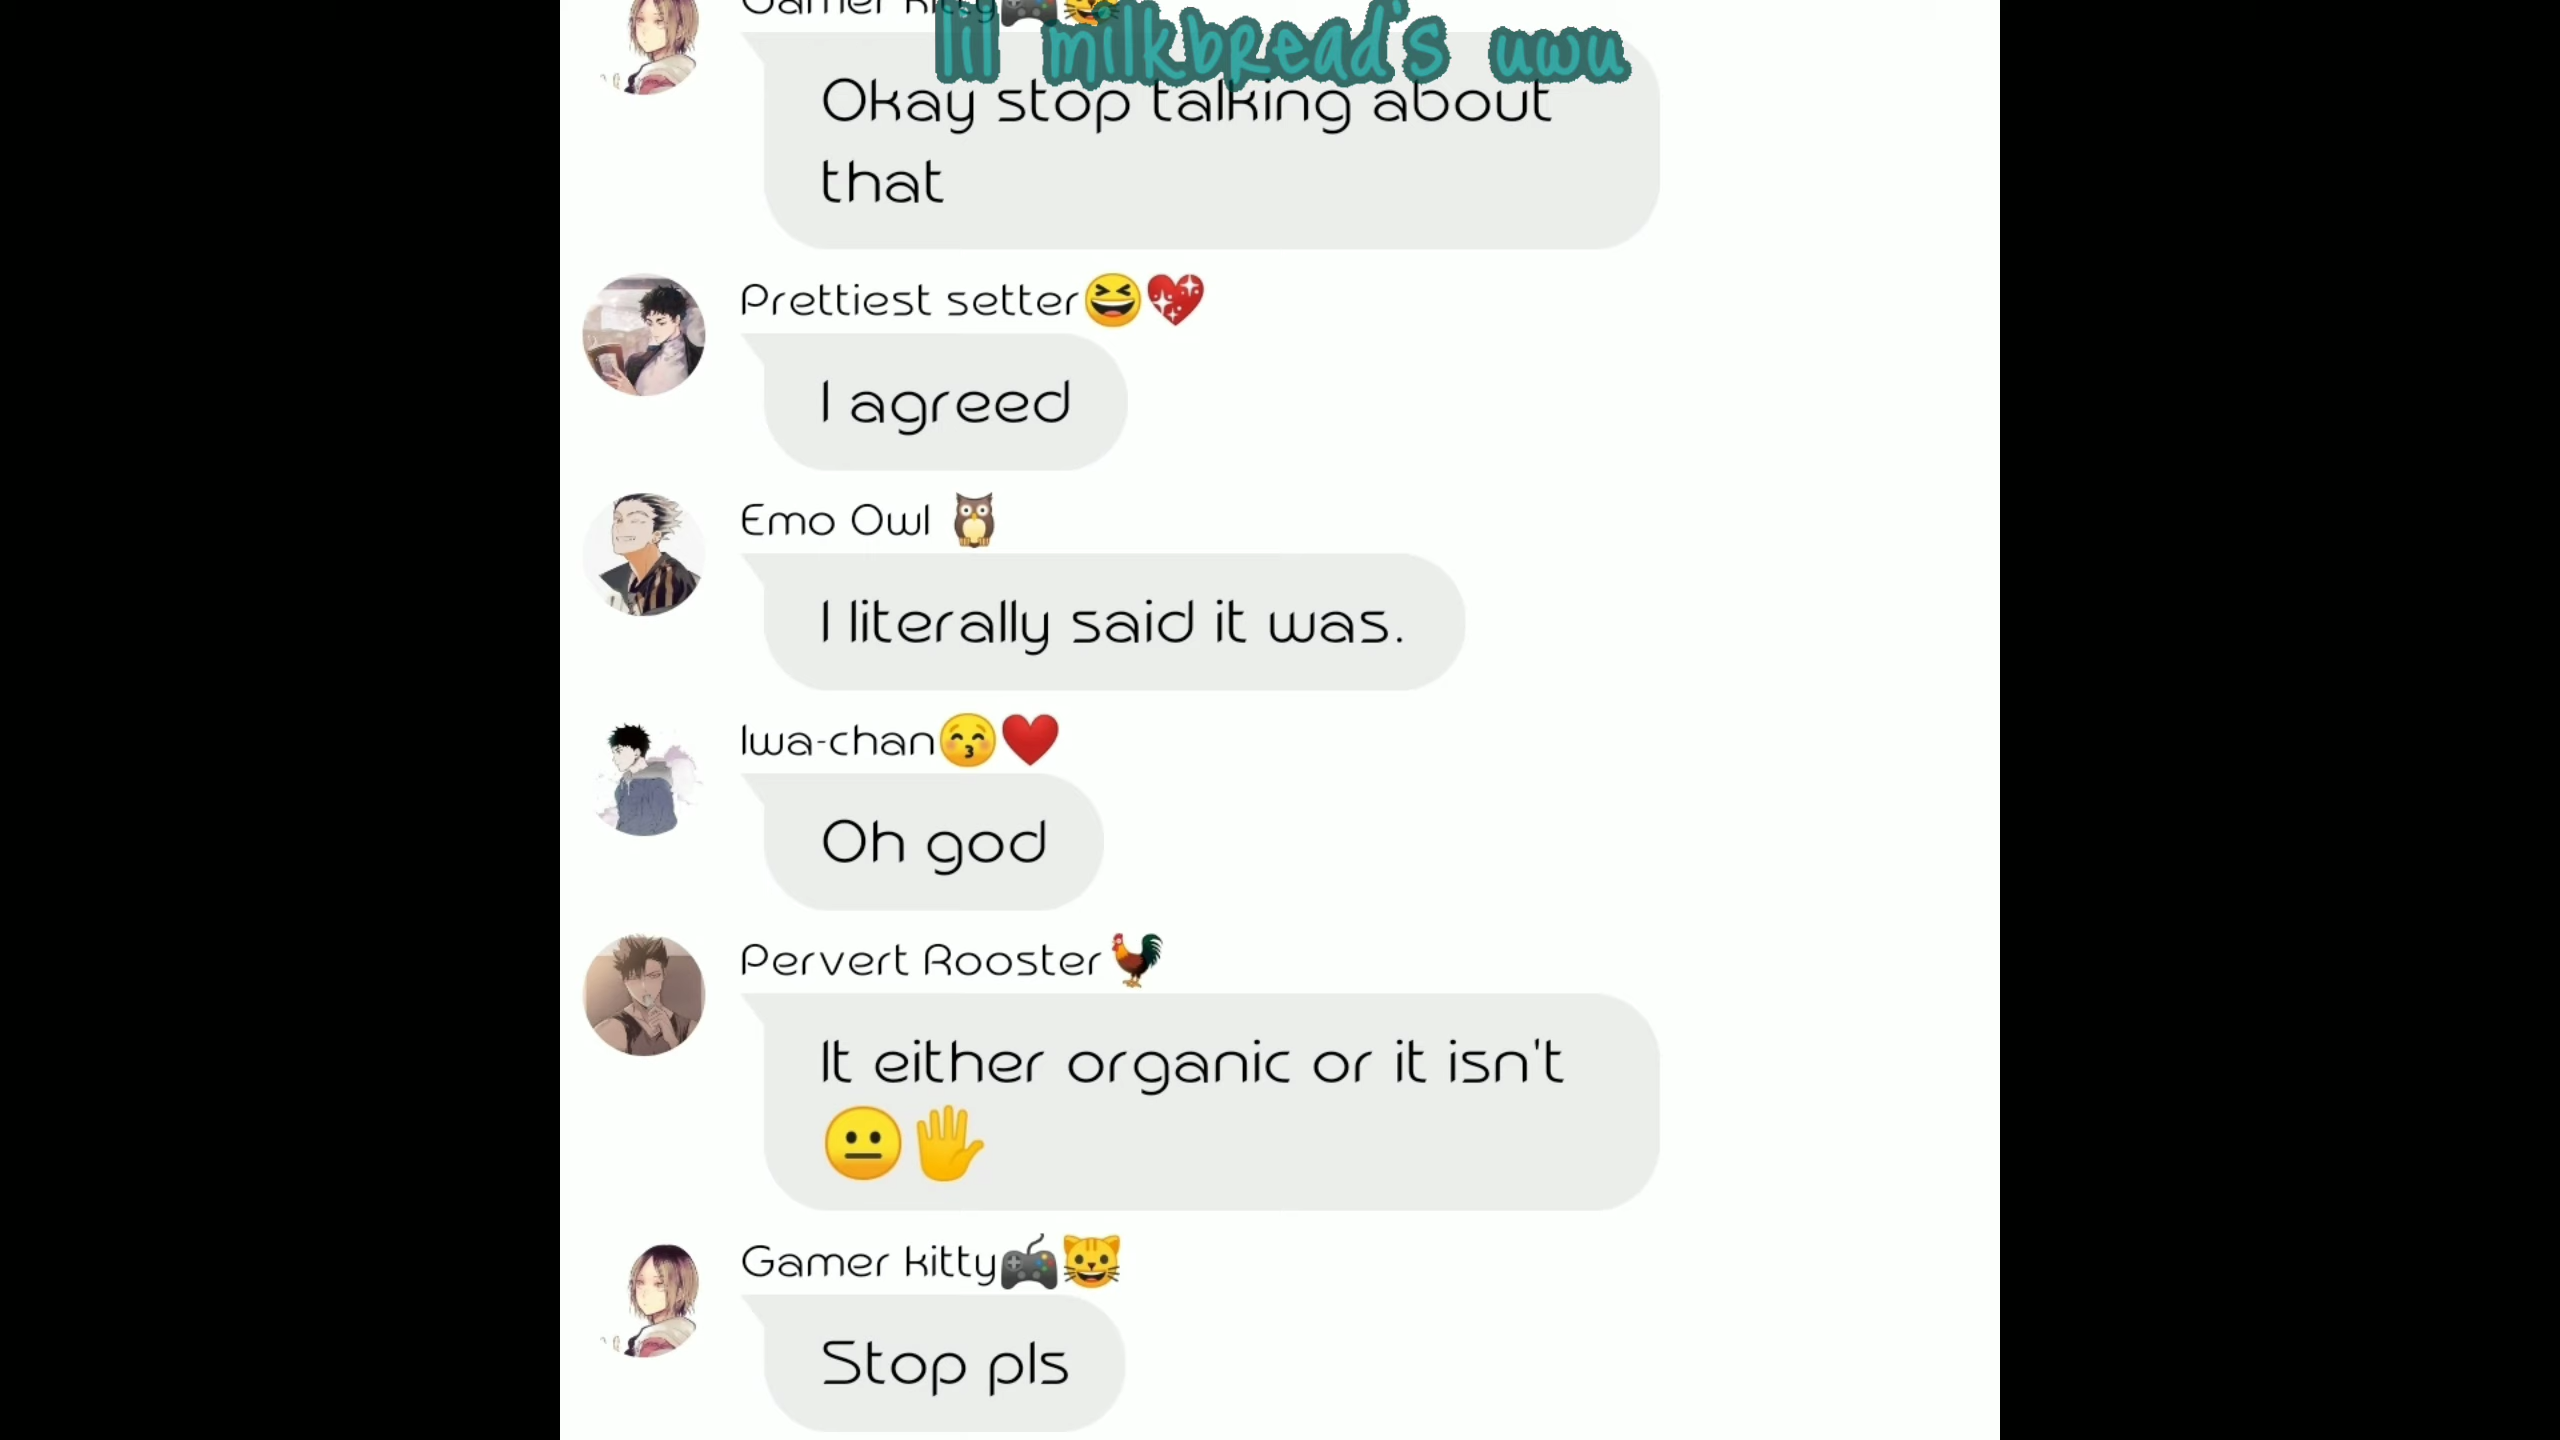 Gamer kitty🎮😺
lil milkbread's uwu
Okay stop talking about
that
Prettiest setter😆💖
I agreed
Emo Owl 🦉
I literally said it was.
Iwa-chan😚❤️
Oh god
Pervert Rooster🐓
It either organic or it isn't
😐🖐
Gamer kitty🎮😺
Stop pls